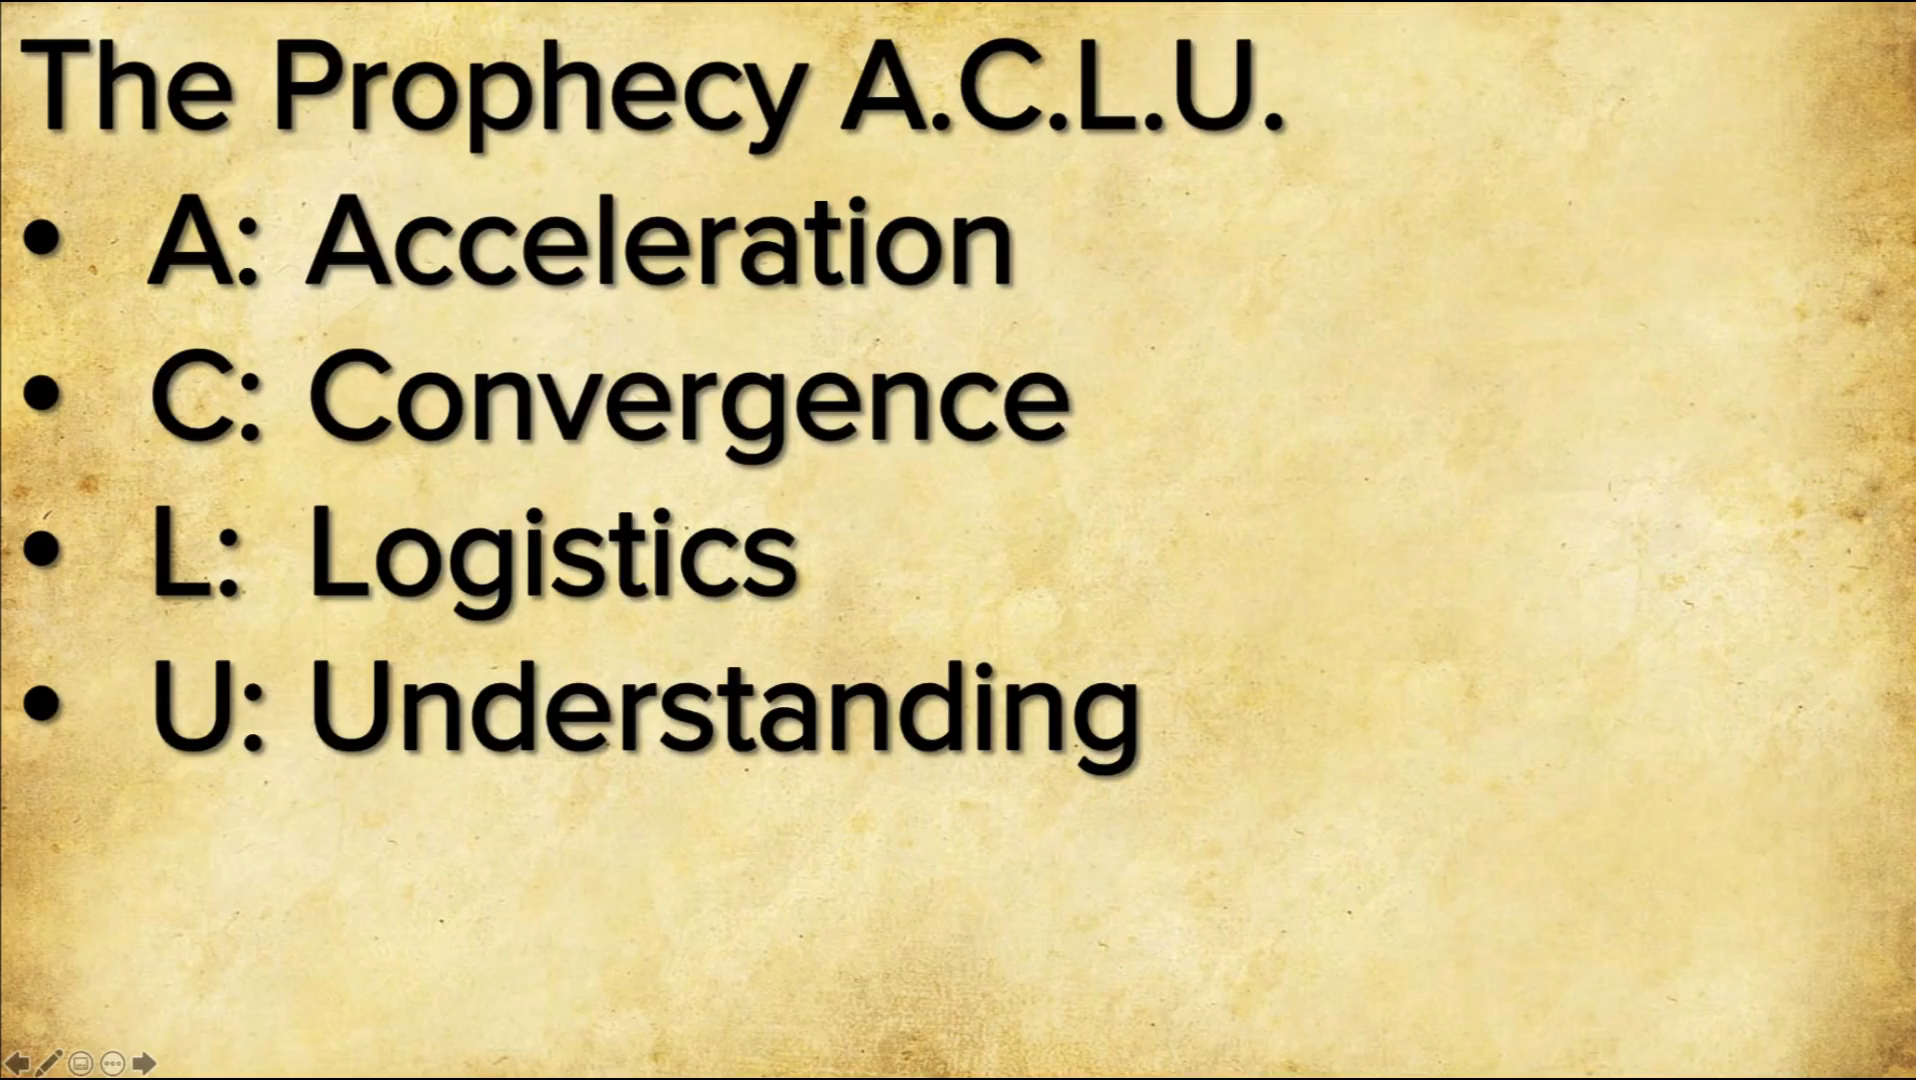 The Prophecy A.C.L.U.
• A: Acceleration
• C: Convergence
• L: Logistics
• U: Understanding